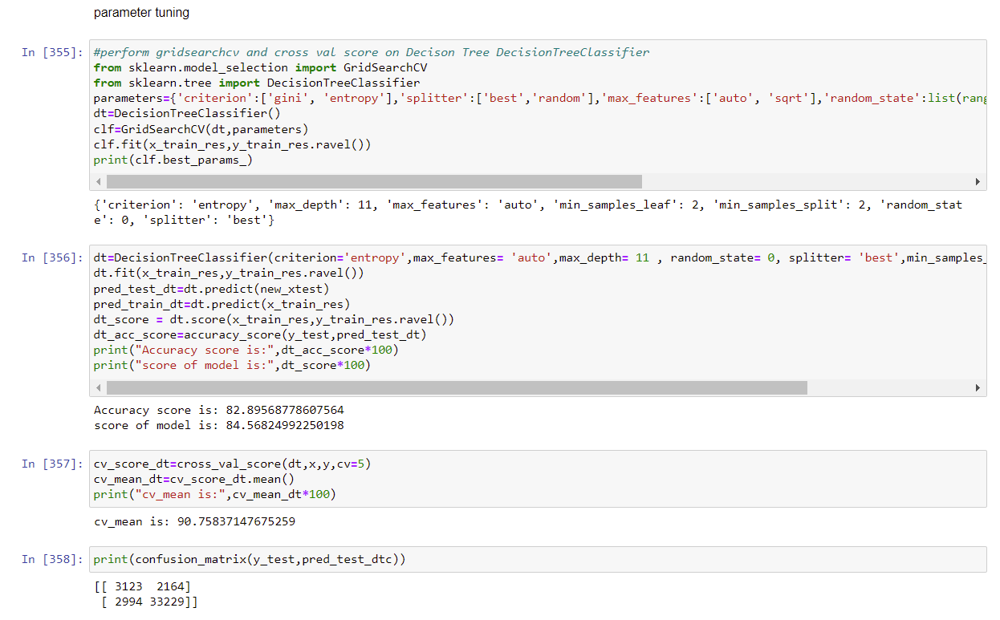 parameter tuning
In [355]:
#perform gridsearchcv and cross val score on Decison Tree DecisionTreeClassifier
from sklearn.model_selection import GridSearchCV
from sklearn.tree import DecisionTreeClassifier
parameters={'criterion':['gini', 'entropy'],'splitter':['best','random'],'max_features':['auto', 'sqrt'],'random_state':list(rang
dt=DecisionTreeClassifier()
clf=GridSearchCV(dt,parameters)
clf.fit(x_train_res,y_train_res.ravel())
print(clf.best_params_)
{'criterion': 'entropy', 'max_depth': 11, 'max_features': 'auto', 'min_samples_leaf': 2, 'min_samples_split': 2, 'random_stat
e': 0, 'splitter': 'best'}
In [356]:
dt=DecisionTreeClassifier(criterion='entropy',max_features= 'auto',max_depth= 11 , random_state= 0, splitter= 'best',min_samples_
dt.fit(x_train_res,y_train_res.ravel())
pred_test_dt=dt.predict(new_xtest)
pred_train_dt=dt.predict(x_train_res)
dt_score = dt.score(x_train_res,y_train_res.ravel())
dt_acc_score=accuracy_score(y_test,pred_test_dt)
print("Accuracy score is:",dt_acc_score*100)
print("score of model is:",dt_score*100)
Accuracy score is: 82.89568778607564
score of model is: 84.56824992250198
In [357]:
cv_score_dt=cross_val_score(dt,x,y,cv=5)
cv_mean_dt=cv_score_dt.mean()
print("cv_mean is:",cv_mean_dt*100)
cv_mean is: 90.75837147675259
In [358]:
print(confusion_matrix(y_test,pred_test_dtc))
[[ 3123  2164]
 [ 2994 33229]]